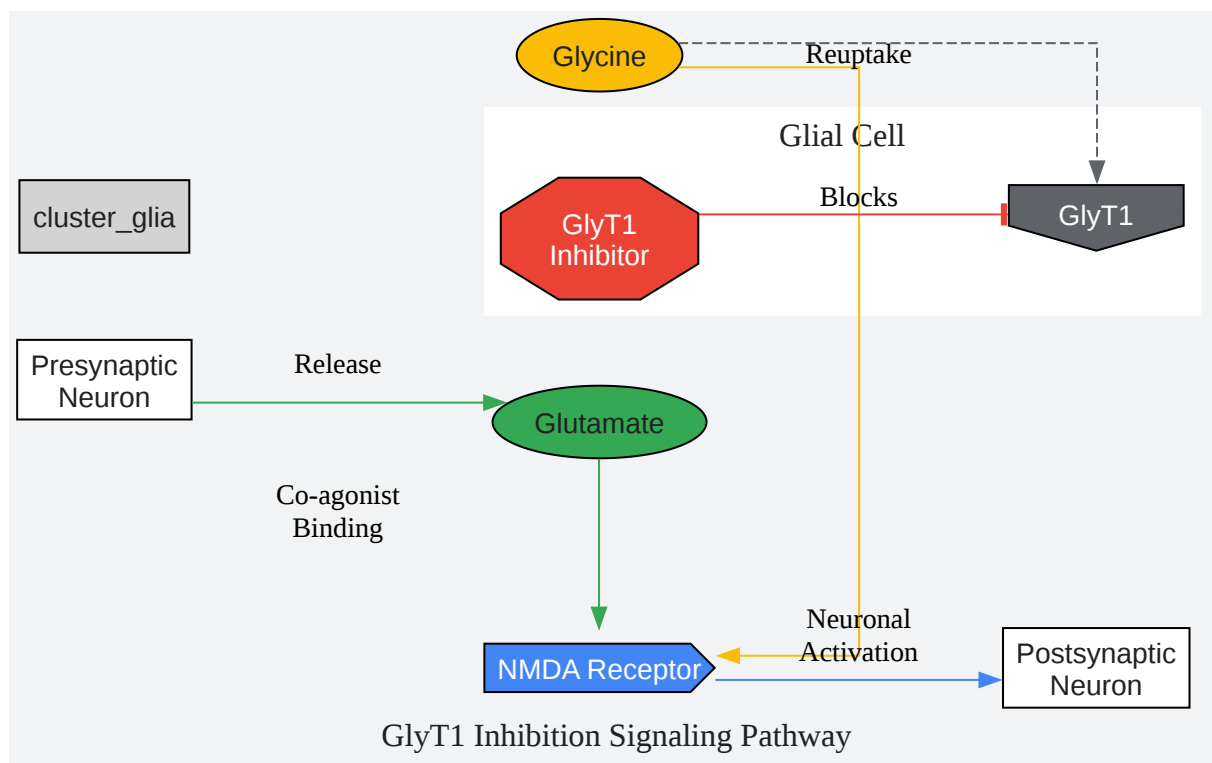 Glycine
Reuptake
Glial Cell
cluster_glia
GlyT1
Inhibitor
Blocks
GlyT1
Presynaptic
Neuron
Release
Glutamate
Co-agonist
Binding
NMDA Receptor
Neuronal
Activation
Postsynaptic
Neuron
GlyT1 Inhibition Signaling Pathway